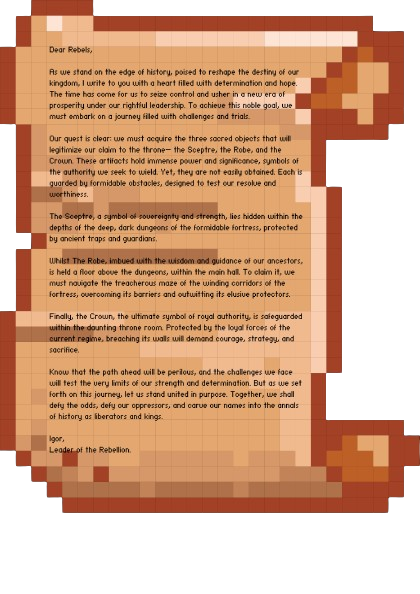 Dear Rebels,
As we stand on the edge of history, poised to reshape the destiny of our
kingdom, I write to you with a heart filled with determination and hope.
The time has come for us to seize control and usher in a new era of
prosperity under our rightful leadership. To achieve this noble goal, we
must embark on a journey filled with challenges and trials.
Our quest is clear: we must acquire the three sacred objects that will
legitimize our claim to the throne— the Sceptre, the Robe, and the
Crown. These artifacts hold immense power and significance, symbols of
the authority we seek to wield. Yet, they are not easily obtained. Each is
guarded by formidable obstacles, designed to test our resolve and
worthiness.
The Sceptre, a symbol of sovereignty and strength, lies hidden within the
depths of the deep, dark dungeons of the formidable fortress, protected
by ancient traps and guardians.
Whilst The Robe, imbued with the wisdom and guidance of our ancestors,
is held a floor above the dungeons, within the main hall. To claim it, we
must navigate the treacherous maze of the winding corridors of the
fortress, overcoming its barriers and outwitting its elusive protectors.
Finally, the Crown, the ultimate symbol of royal authority, is safeguarded
within the daunting throne room. Protected by the loyal forces of the
current regime, breaching its walls will demand courage, strategy, and
sacrifice.
Know that the path ahead will be perilous, and the challenges we face
will test the very limits of our strength and determination. But as we set
forth on this journey, let us stand united in purpose. Together, we shall
defy the odds, defy our oppressors, and carve our names into the annals
of history as liberators and kings.
Igor,
Leader of the Rebellion.